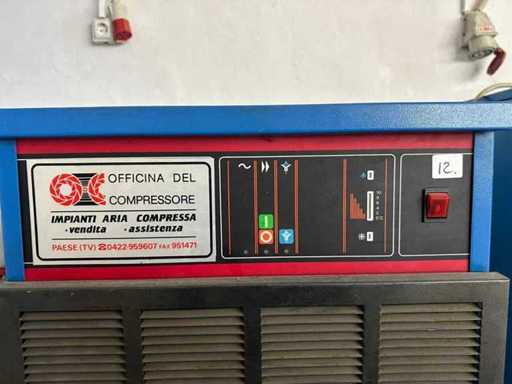 OFFICINA DEL
COMPRESSORE
IMPIANTI ARIA COMPRESSA
•vendita •assistenza
PAESE (TV) ☎0422-959607 FAX 951471
12.